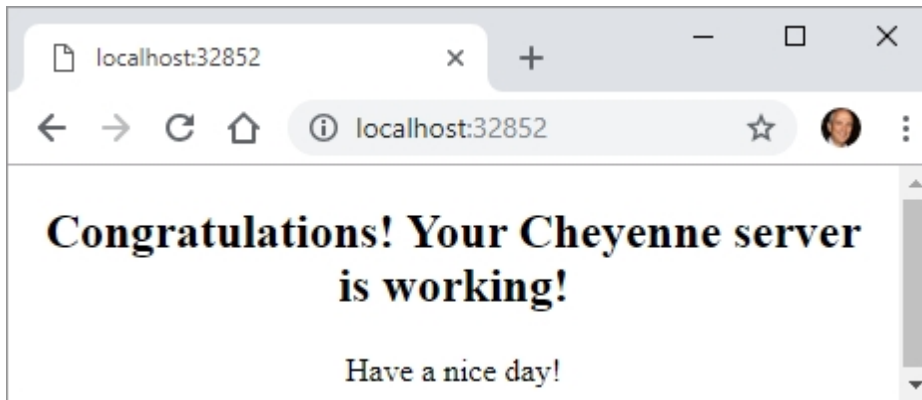 localhost:32852
localhost:32852
Congratulations! Your Cheyenne server
is working!
Have a nice day!